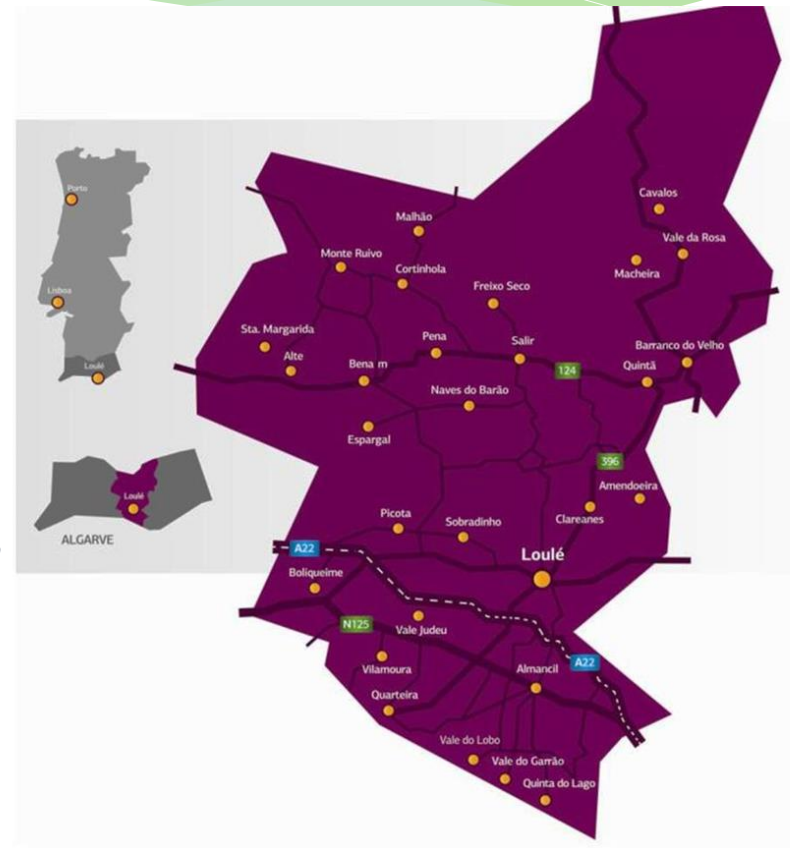 Porto
Lisboa
Loulé
Loulé
ALGARVE
Cavalos
Malhão
Vale da Rosa
Monte Ruivo
Cortinhola
Macheira
Freixo Seco
Sta. Margarida
Pena
Salir
Barranco do Velho
Alte
Bena m
124
Quintã
Naves do Barão
Espargal
396
Amendoeira
Picota
Sobradinho
Clareanes
A22
Loulé
Boliqueime
N125
Vale Judeu
Vilamoura
Almancil
A22
Quarteira
Vale do Lobo
Vale do Garrão
Quinta do Lago